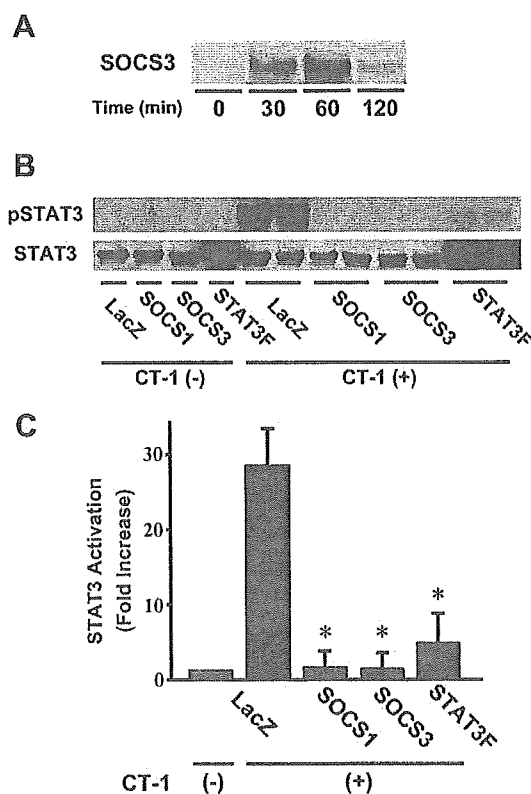 A
SOCS3
Time (min) 0 30 60 120
B
pSTAT3
STAT3
LacZ SOCS1 SOCS3 STAT3F LacZ SOCS1 SOCS3 STAT3F
CT-1 (-) CT-1 (+)
C
STAT3 Activation
(Fold Increase)
30
20
10
0
LacZ SOCS1 SOCS3 STAT3F
* * *
CT-1 (-) (+)